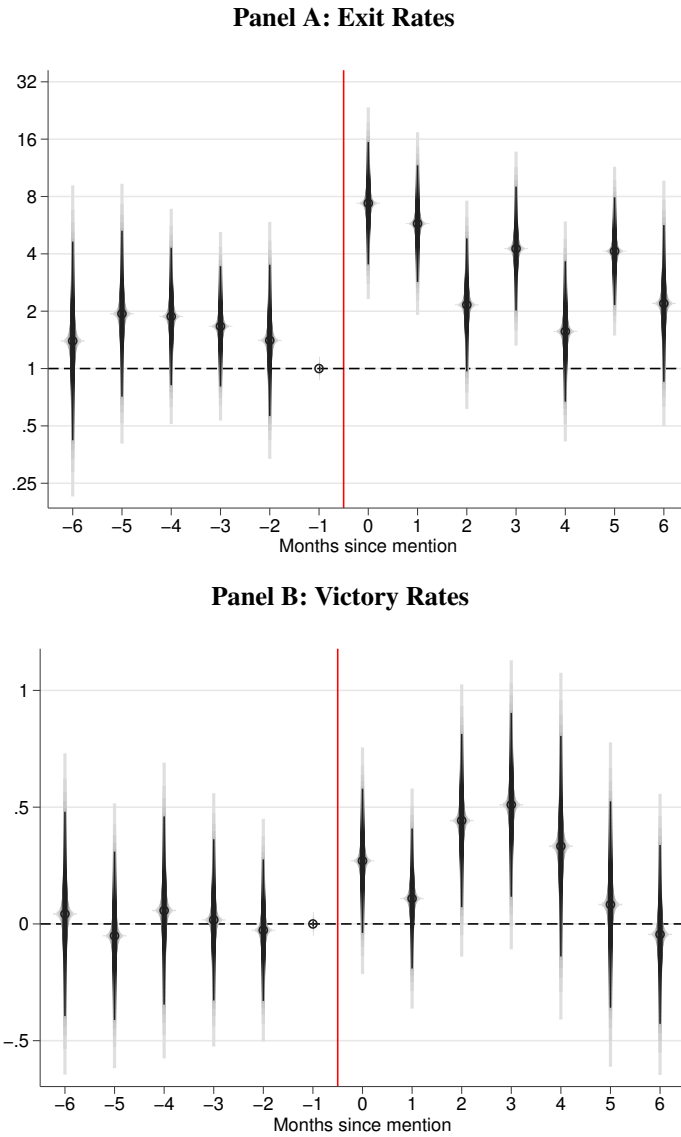 Panel A: Exit Rates
32
16
8
4
2
1
.5
.25
−6 −5 −4 −3 −2 −1 0 1 2 3 4 5 6
Months since mention
Panel B: Victory Rates
1
.5
0
−.5
−6 −5 −4 −3 −2 −1 0 1 2 3 4 5 6
Months since mention